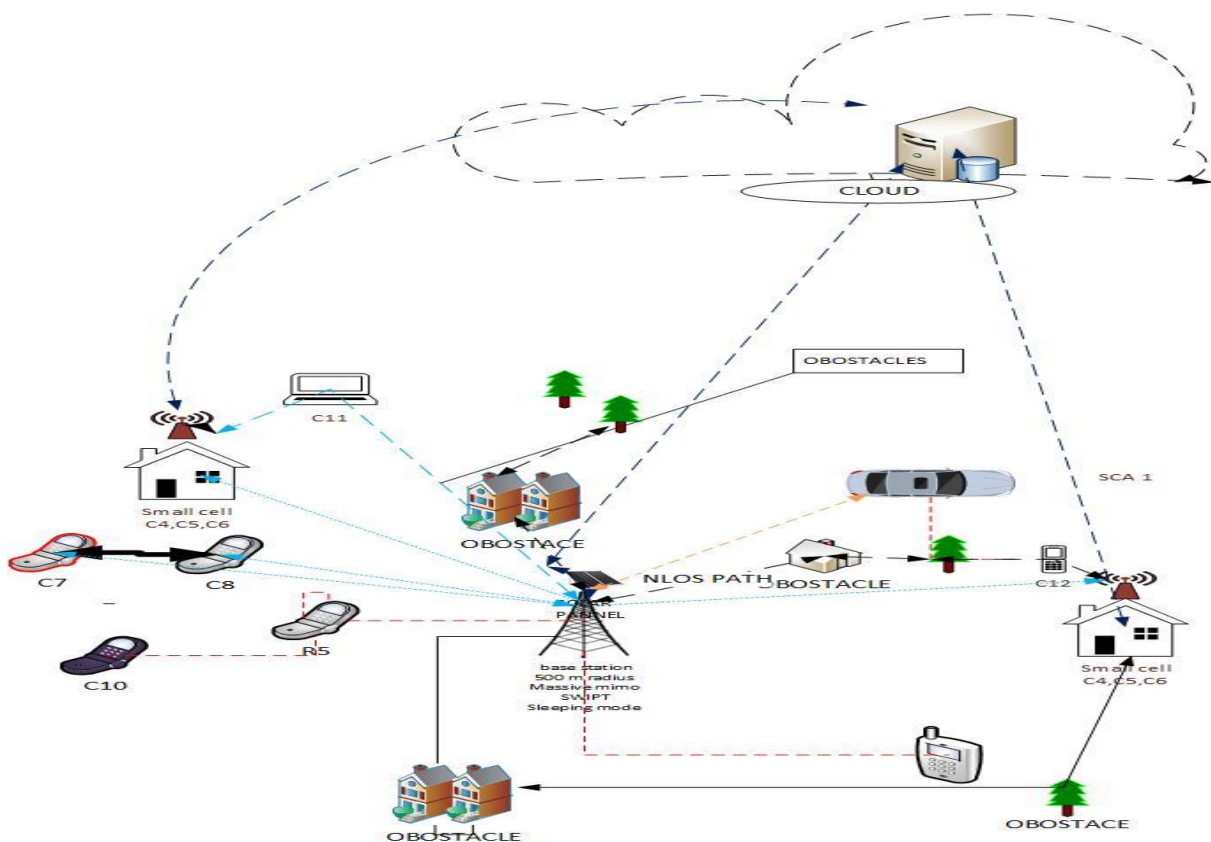 CLOUD
OBOSTACLES
C11
SCA 1
Small cell
C4,C5,C6
OBOSTACE
C7
C8
NLOS PATH
OBOSTACLE
C12
PANNEL
R5
C10
base station
500 m radius
Massive mimo
SWIPT
Sleeping mode
Small cell
C4,C5,C6
OBOSTACLE
OBOSTACE